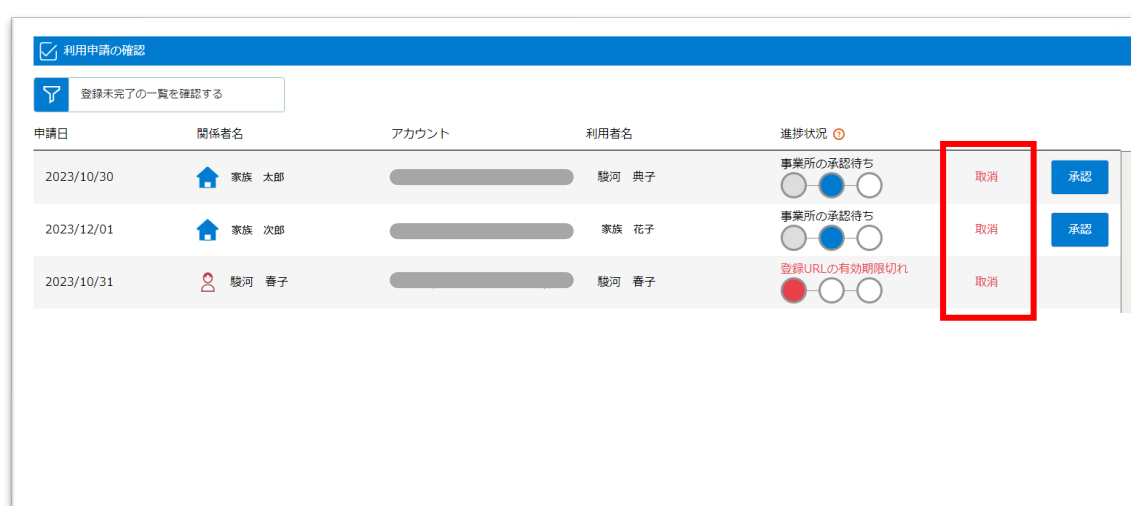 利用申請の確認
登録未完了の一覧を確認する
申請日 関係者名 アカウント 利用者名 進捗状況 ?
2023/10/30 家族 太郎 駿河 典子 事業所の承認待ち 取消 承認
2023/12/01 家族 次郎 家族 花子 事業所の承認待ち 取消 承認
2023/10/31 駿河 春子 駿河 春子 登録URLの有効期限切れ 取消